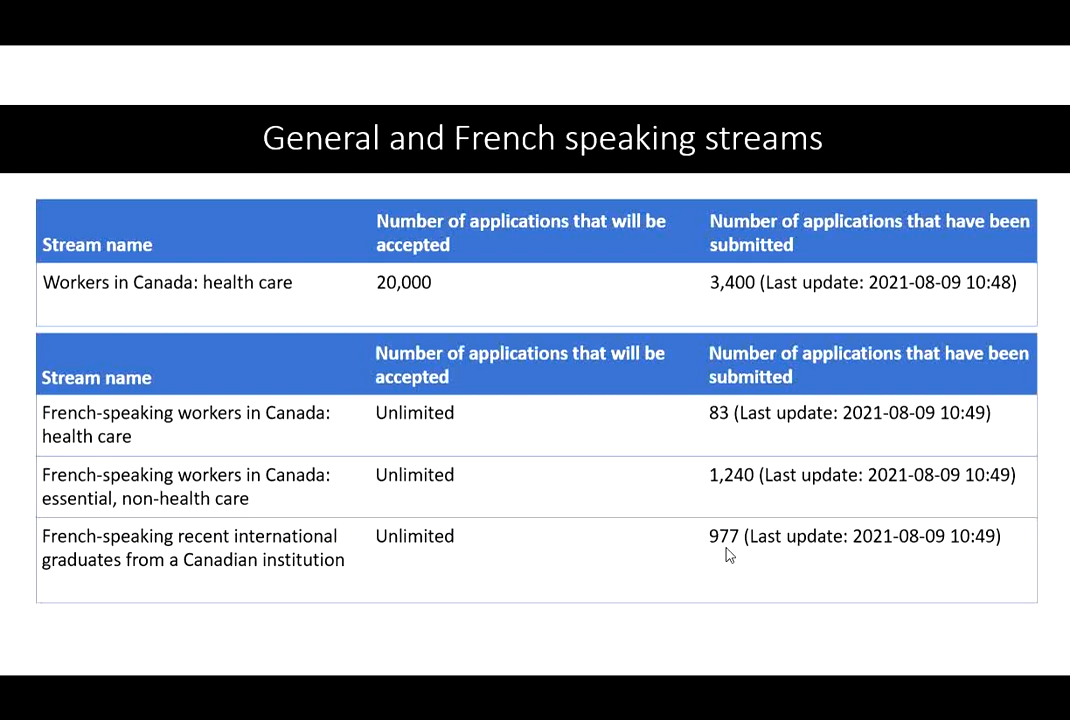 General and French speaking streams
Number of applications that will be
Number of applications that have been
Stream name
accepted
submitted
Workers in Canada: health care
20,000
3,400 (Last update: 2021-08-09 10:48)
Number of applications that will be
Number of applications that have been
Stream name
accepted
submitted
French-speaking workers in Canada:
health care
Unlimited
83 (Last update: 2021-08-09 10:49)
French-speaking workers in Canada:
essential, non-health care
Unlimited
1,240 (Last update: 2021-08-09 10:49)
French-speaking recent international
graduates from a Canadian institution
Unlimited
977 (Last update: 2021-08-09 10:49)